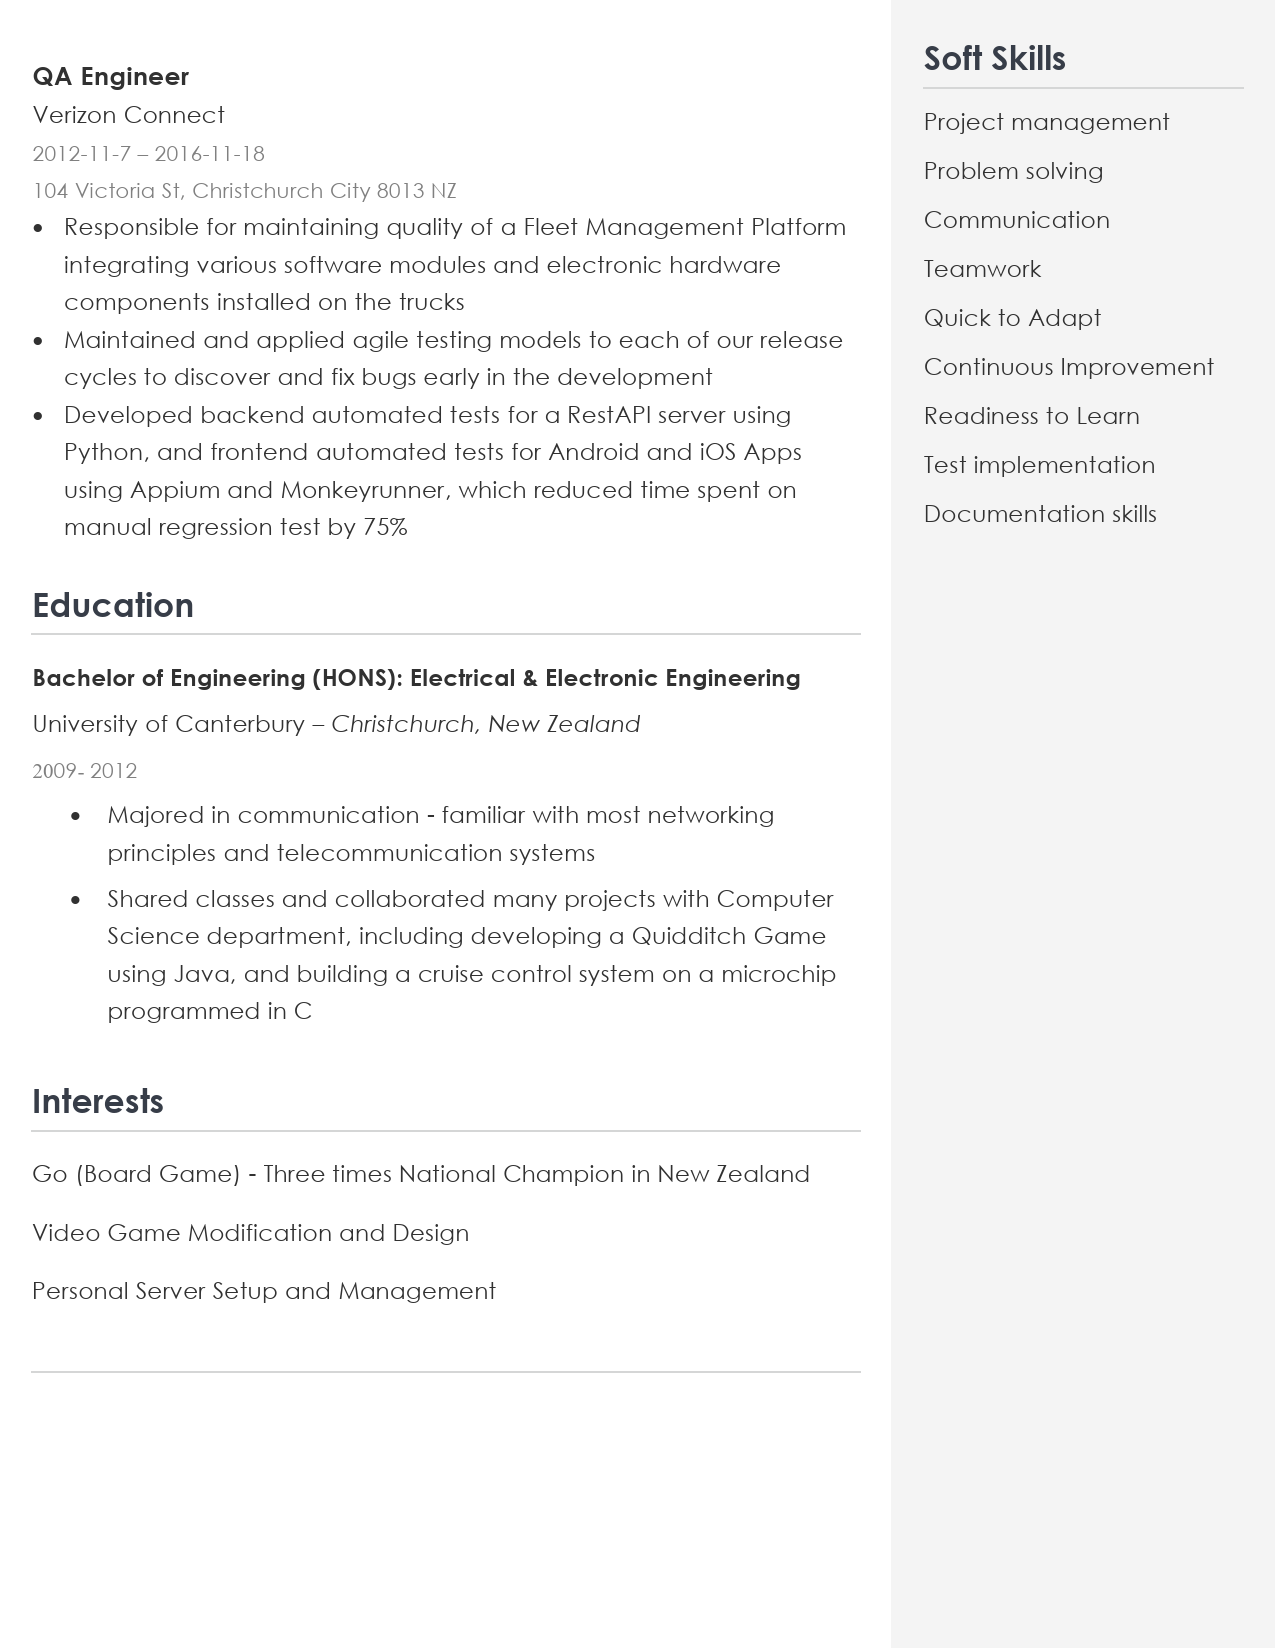 QA Engineer
Verizon Connect
2012-11-7 – 2016-11-18
104 Victoria St, Christchurch City 8013 NZ
• Responsible for maintaining quality of a Fleet Management Platform
integrating various software modules and electronic hardware
components installed on the trucks
• Maintained and applied agile testing models to each of our release
cycles to discover and fix bugs early in the development
• Developed backend automated tests for a RestAPI server using
Python, and frontend automated tests for Android and iOS Apps
using Appium and Monkeyrunner, which reduced time spent on
manual regression test by 75%
Education
Bachelor of Engineering (HONS): Electrical & Electronic Engineering
University of Canterbury – Christchurch, New Zealand
2009- 2012
• Majored in communication - familiar with most networking
principles and telecommunication systems
• Shared classes and collaborated many projects with Computer
Science department, including developing a Quidditch Game
using Java, and building a cruise control system on a microchip
programmed in C
Interests
Go (Board Game) - Three times National Champion in New Zealand
Video Game Modification and Design
Personal Server Setup and Management
Soft Skills
Project management
Problem solving
Communication
Teamwork
Quick to Adapt
Continuous Improvement
Readiness to Learn
Test implementation
Documentation skills